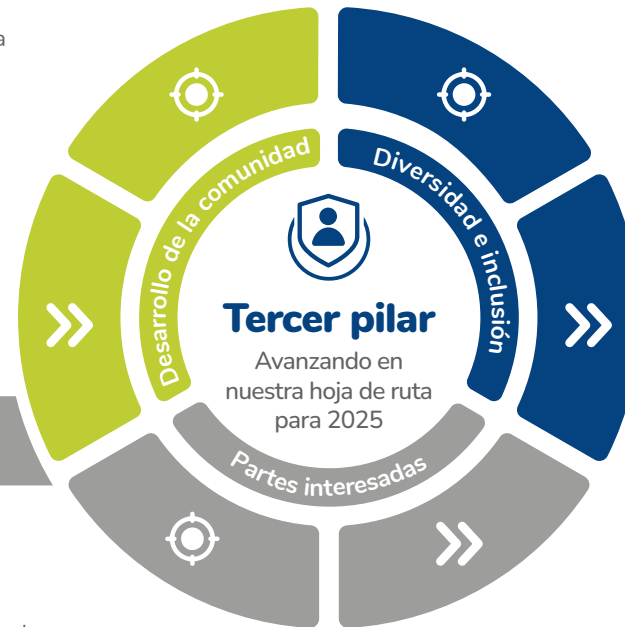 a
Desarrollo de la comunidad
Diversidad e inclusión
Tercer pilar
Avanzando en
nuestra hoja de ruta
para 2025
Partes interesadas